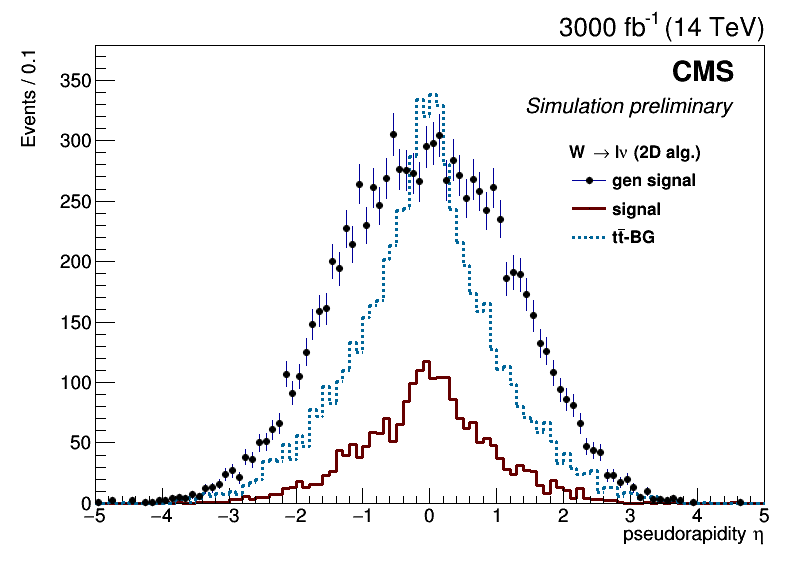 3000 fb⁻¹ (14 TeV)
Events / 0.1
CMS
Simulation preliminary
W → lν (2D alg.)
gen signal
signal
tt̄-BG
350
300
250
200
150
100
50
0
−5 −4 −3 −2 −1 0 1 2 3 4 5
pseudorapidity η